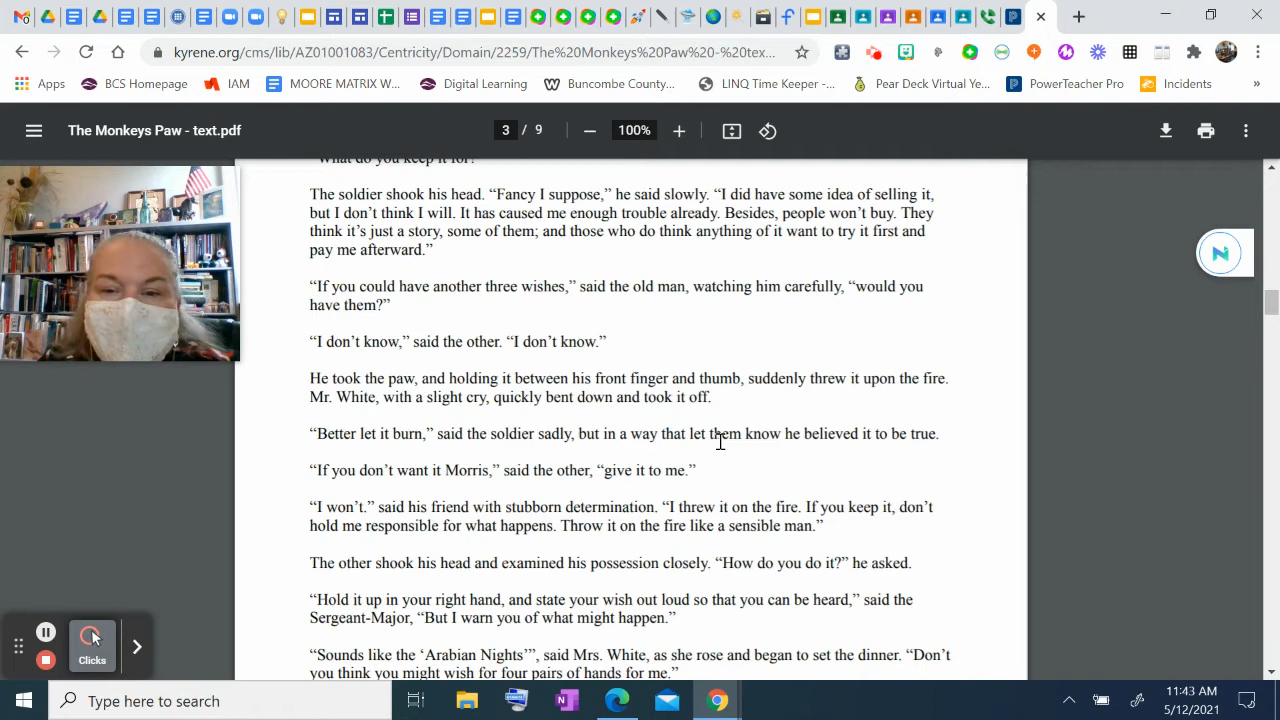 kyrene.org/cms/lib/AZ01001083/Centricity/Domain/2259/The%20Monkeys%20Paw%20-%20tex...
Apps BCS Homepage IAM MOORE MATRIX W... Digital Learning Buncombe County... LINQ Time Keeper -... Pear Deck Virtual Ye... PowerTeacher Pro Incidents »
The Monkeys Paw - text.pdf 3 / 9 100%
“What do you keep it for?”
The soldier shook his head. “Fancy I suppose,” he said slowly. “I did have some idea of selling it,
but I don’t think I will. It has caused me enough trouble already. Besides, people won’t buy. They
think it’s just a story, some of them; and those who do think anything of it want to try it first and
pay me afterward.”
“If you could have another three wishes,” said the old man, watching him carefully, “would you
have them?”
“I don’t know,” said the other. “I don’t know.”
He took the paw, and holding it between his front finger and thumb, suddenly threw it upon the fire.
Mr. White, with a slight cry, quickly bent down and took it off.
“Better let it burn,” said the soldier sadly, but in a way that let them know he believed it to be true.
“If you don’t want it Morris,” said the other, “give it to me.”
“I won’t.” said his friend with stubborn determination. “I threw it on the fire. If you keep it, don’t
hold me responsible for what happens. Throw it on the fire like a sensible man.”
The other shook his head and examined his possession closely. “How do you do it?” he asked.
“Hold it up in your right hand, and state your wish out loud so that you can be heard,” said the
Sergeant-Major, “But I warn you of what might happen.”
“Sounds like the ‘Arabian Nights’”, said Mrs. White, as she rose and began to set the dinner. “Don’t
you think you might wish for four pairs of hands for me.”
Clicks
Type here to search
11:43 AM
5/12/2021